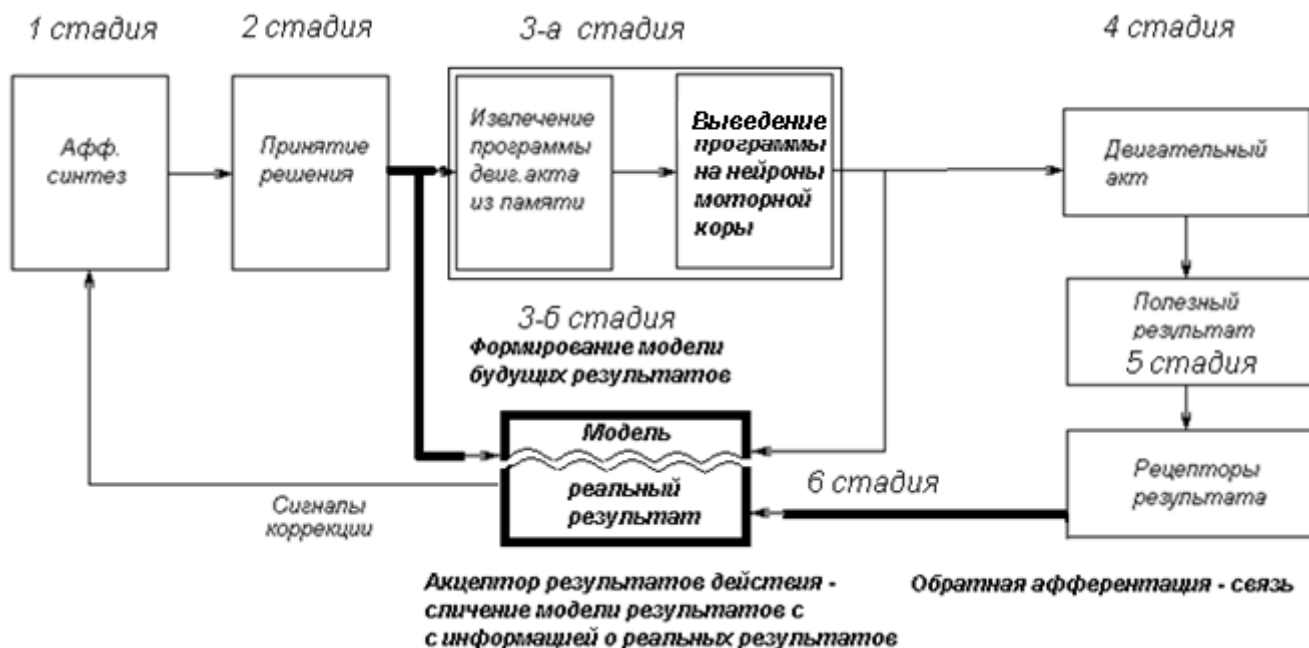 1 стадия
2 стадия
3-а стадия
4 стадия
Афф.
синтез
Принятие
решения
Извлечение
программы
двиг. акта
из памяти
Выведение
программы
на нейроны
моторной
коры
Двигательный
акт
Полезный
результат
5 стадия
3-б стадия
Формирование модели
будущих результатов
Модель
реальный
результат
6 стадия
Рецепторы
результата
Сигналы
коррекции
Акцептор результатов действия -
сличение модели результатов с
с информацией о реальных результатов
Обратная афферентация - связь